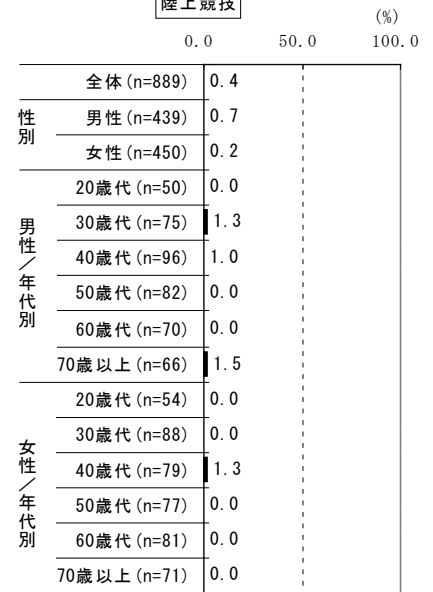 陸上競技
(%)
0.0 50.0 100.0
全体(n=889) 0.4
性別
男性(n=439) 0.7
女性(n=450) 0.2
男性／年代別
20歳代(n=50) 0.0
30歳代(n=75) 1.3
40歳代(n=96) 1.0
50歳代(n=82) 0.0
60歳代(n=70) 0.0
70歳以上(n=66) 1.5
女性／年代別
20歳代(n=54) 0.0
30歳代(n=88) 0.0
40歳代(n=79) 1.3
50歳代(n=77) 0.0
60歳代(n=81) 0.0
70歳以上(n=71) 0.0